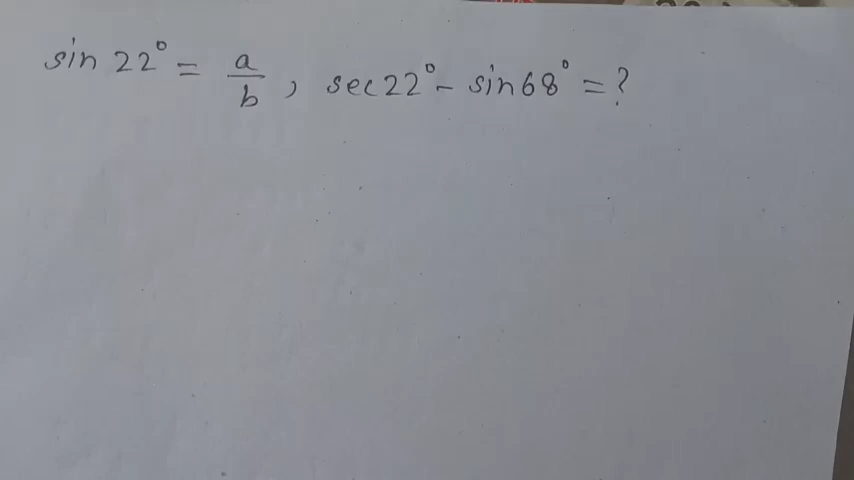 sin 22° = a/b, sec 22° - sin 68° = ?